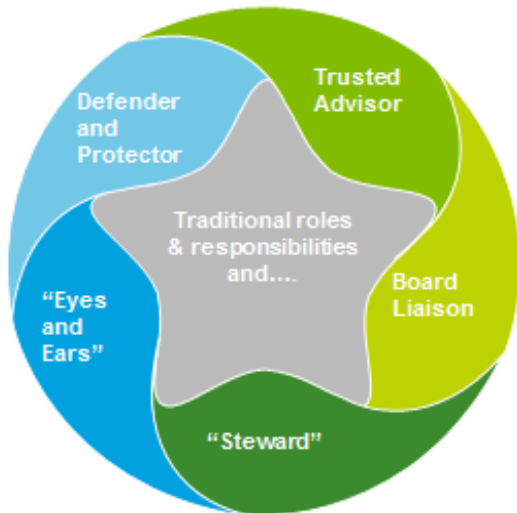 Trusted
Advisor
Defender
and
Protector
Traditional roles
& responsibilities
and....
Board
Liaison
“Eyes
and
Ears”
“Steward”